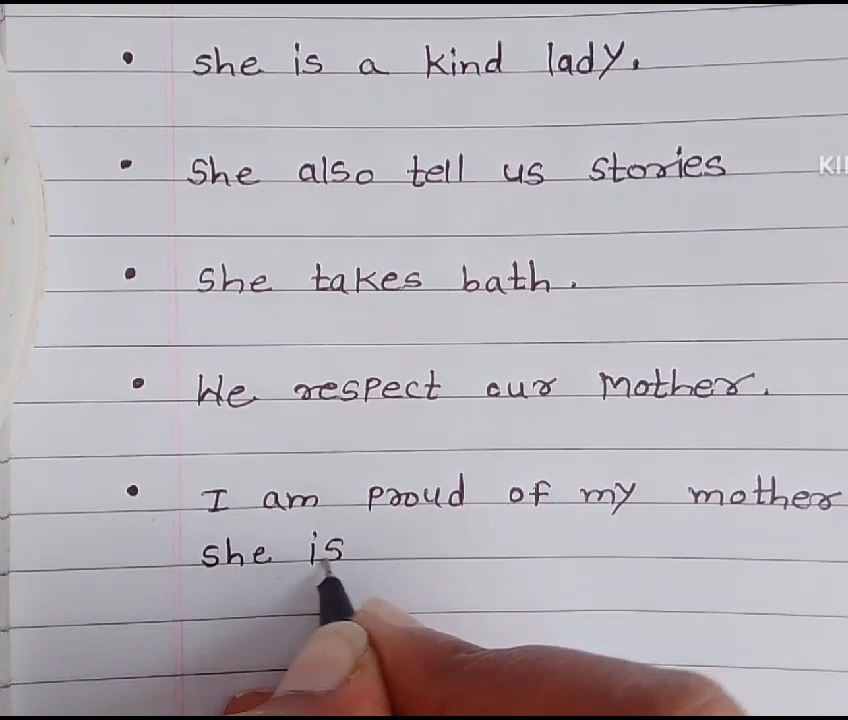 • she is a kind lady.
• She also tell us stories
• She takes bath.
• We respect our Mother.
• I am proud of my mother
she is